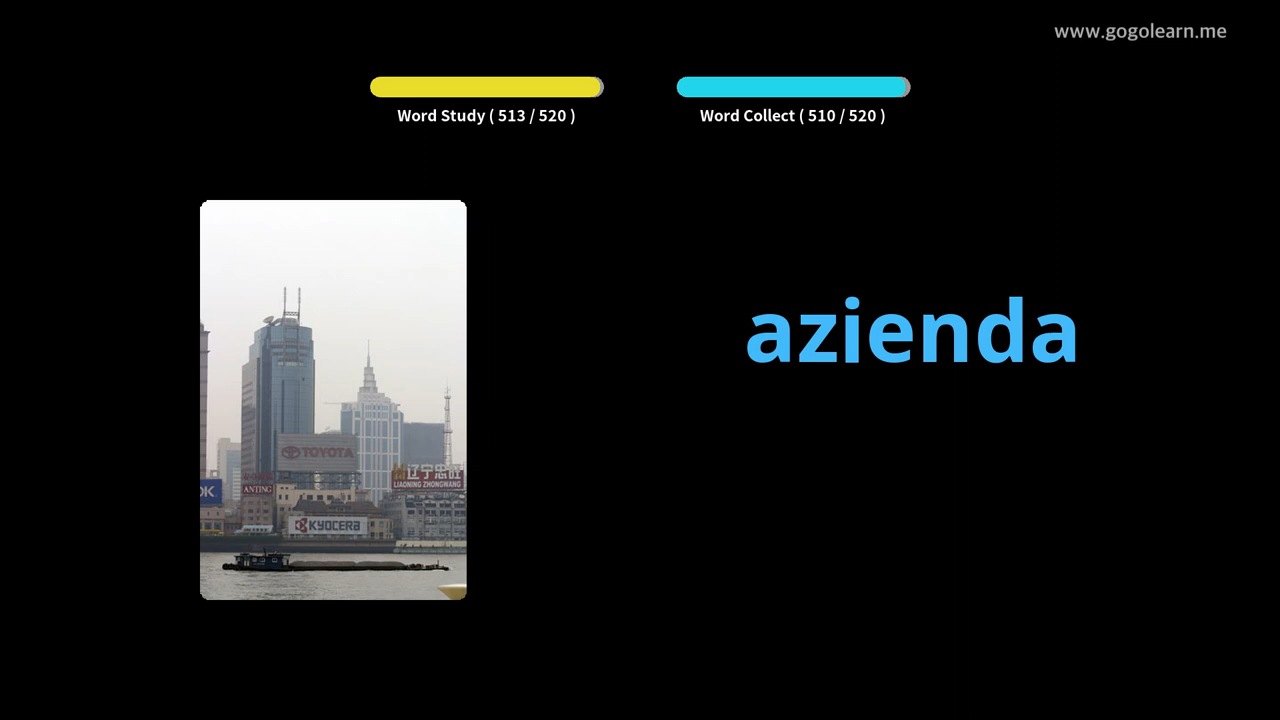 www.gogolearn.me
Word Study ( 513 / 520 )
Word Collect ( 510 / 520 )
azienda
TOYOTA
辽宁忠旺
LIAONING ZHONGWANG
ANTING
OK
KYOCERA